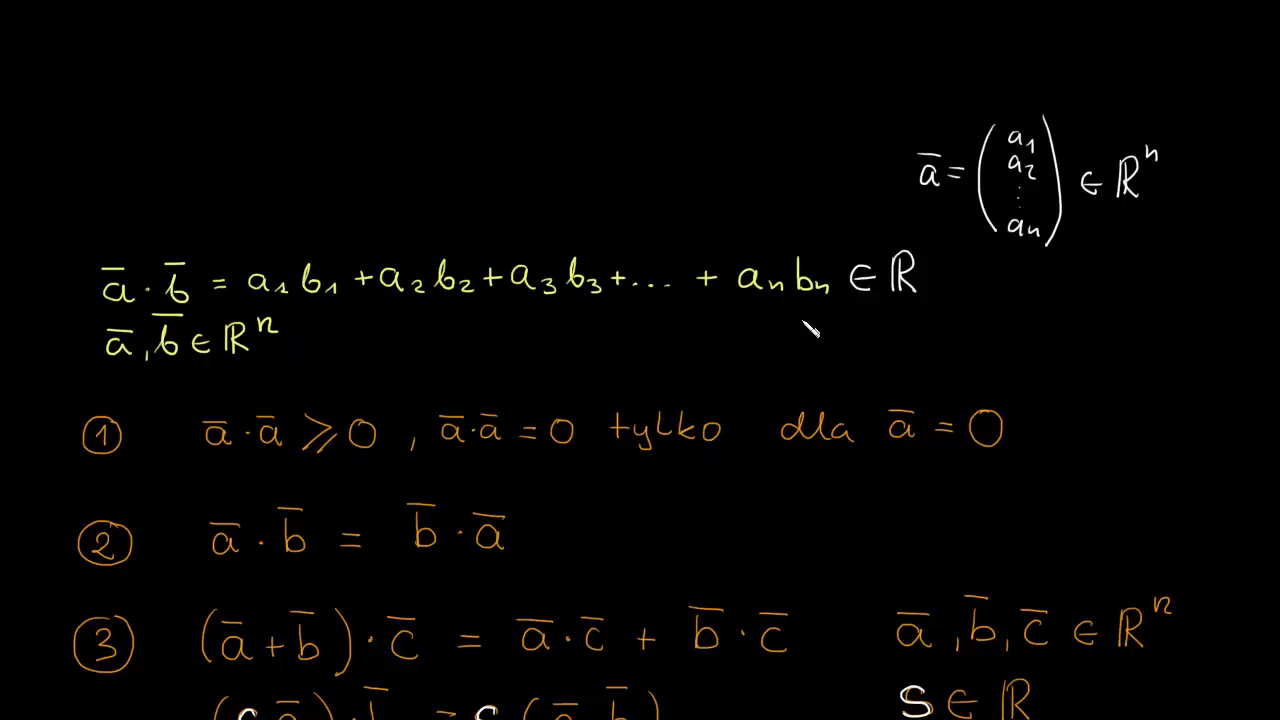 a̅ = (a₁ a₂ ⋮ aₙ) ∈ ℝⁿ
a̅ · b̅ = a₁b₁ + a₂b₂ + a₃b₃ + ... + aₙbₙ ∈ ℝ
a̅, b̅ ∈ ℝⁿ
① a̅ · a̅ ⩾ 0, a̅ · a̅ = 0 tylko dla a̅ = 0
② a̅ · b̅ = b̅ · a̅
③ (a̅ + b̅) · c̅ = a̅ · c̅ + b̅ · c̅ a̅, b̅, c̅ ∈ ℝⁿ
(s a̅) · b̅ = s (a̅ · b̅) s ∈ ℝ